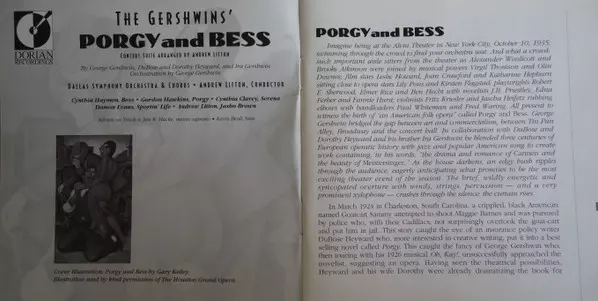 DORIAN
RECORDINGS
THE GERSHWINS'
PORGY and BESS
CONCERT SUITE ARRANGED BY ANDREW LITTON
By George Gershwin, DuBose and Dorothy Heyward, and Ira Gershwin
Orchestration by George Gershwin
DALLAS SYMPHONY ORCHESTRA & CHORUS • ANDREW LITTON, CONDUCTOR
Cynthia Haymon, Bess • Gordon Hawkins, Porgy • Cynthia Clarey, Serena
Damon Evans, Sportin' Life • Andrew Litton, Jasbo Brown
Cover Illustration: Porgy and Bess by Gary Kelley
Illustration used by kind permission of The Houston Grand Opera
PORGY and BESS
Imagine being at the Alvin Theater in New York City, October 10, 1935,
swimming through the crowd to find your orchestra seat. And what a crowd:
such important aisle sitters from the theater as Alexander Woollcott and
Brooks Atkinson were joined by musical powers Virgil Thomson and Olin
Downes; film stars Leslie Howard, Joan Crawford and Katharine Hepburn
sitting close to opera stars Lily Pons and Kirsten Flagstad; playwrights Robert
E. Sherwood, Elmer Rice and Ben Hecht with novelists J.B. Priestley, Edna
Ferber and Fannie Hurst; violinists Fritz Kreisler and Jascha Heifetz rubbing
elbows with bandleaders Paul Whiteman and Fred Waring. All present to
witness the birth of "an American folk opera" called Porgy and Bess. George
Gershwin bridged the gap between art and commercialism, between Tin Pan
Alley, Broadway and the concert hall. In collaboration with DuBose and
Dorothy Heyward and his brother Ira Gershwin he blended three centuries of
European operatic history with jazz and popular American song to create
work containing, in his words, "the drama and romance of Carmen and
the beauty of Meistersinger." As the house darkens, an edgy hush ripples
through the audience, eagerly anticipating what promises to be the most
exciting theater event of the season. The brief, wildly energetic and
syncopated overture with winds, strings, percussion — and a very
prominent xylophone — crashes through the silence; the curtain rises.
In March 1924 in Charleston, South Carolina, a crippled, black American
named Goatcart Sammy attempted to shoot Maggie Barnes and was pursued
by police who, with their Cadillacs, not surprisingly overtook the goat-cart
and put him in jail. This story caught the eye of an insurance policy writer
DuBose Heyward who, more interested in creative writing, put it into a best
selling novel called Porgy. This caught the fancy of George Gershwin who,
then touring with his 1926 musical Oh, Kay!, unsuccessfully approached the
novelist, suggesting an opera. Having seen the theatrical possibilities,
Heyward and his wife Dorothy were already dramatizing the book for